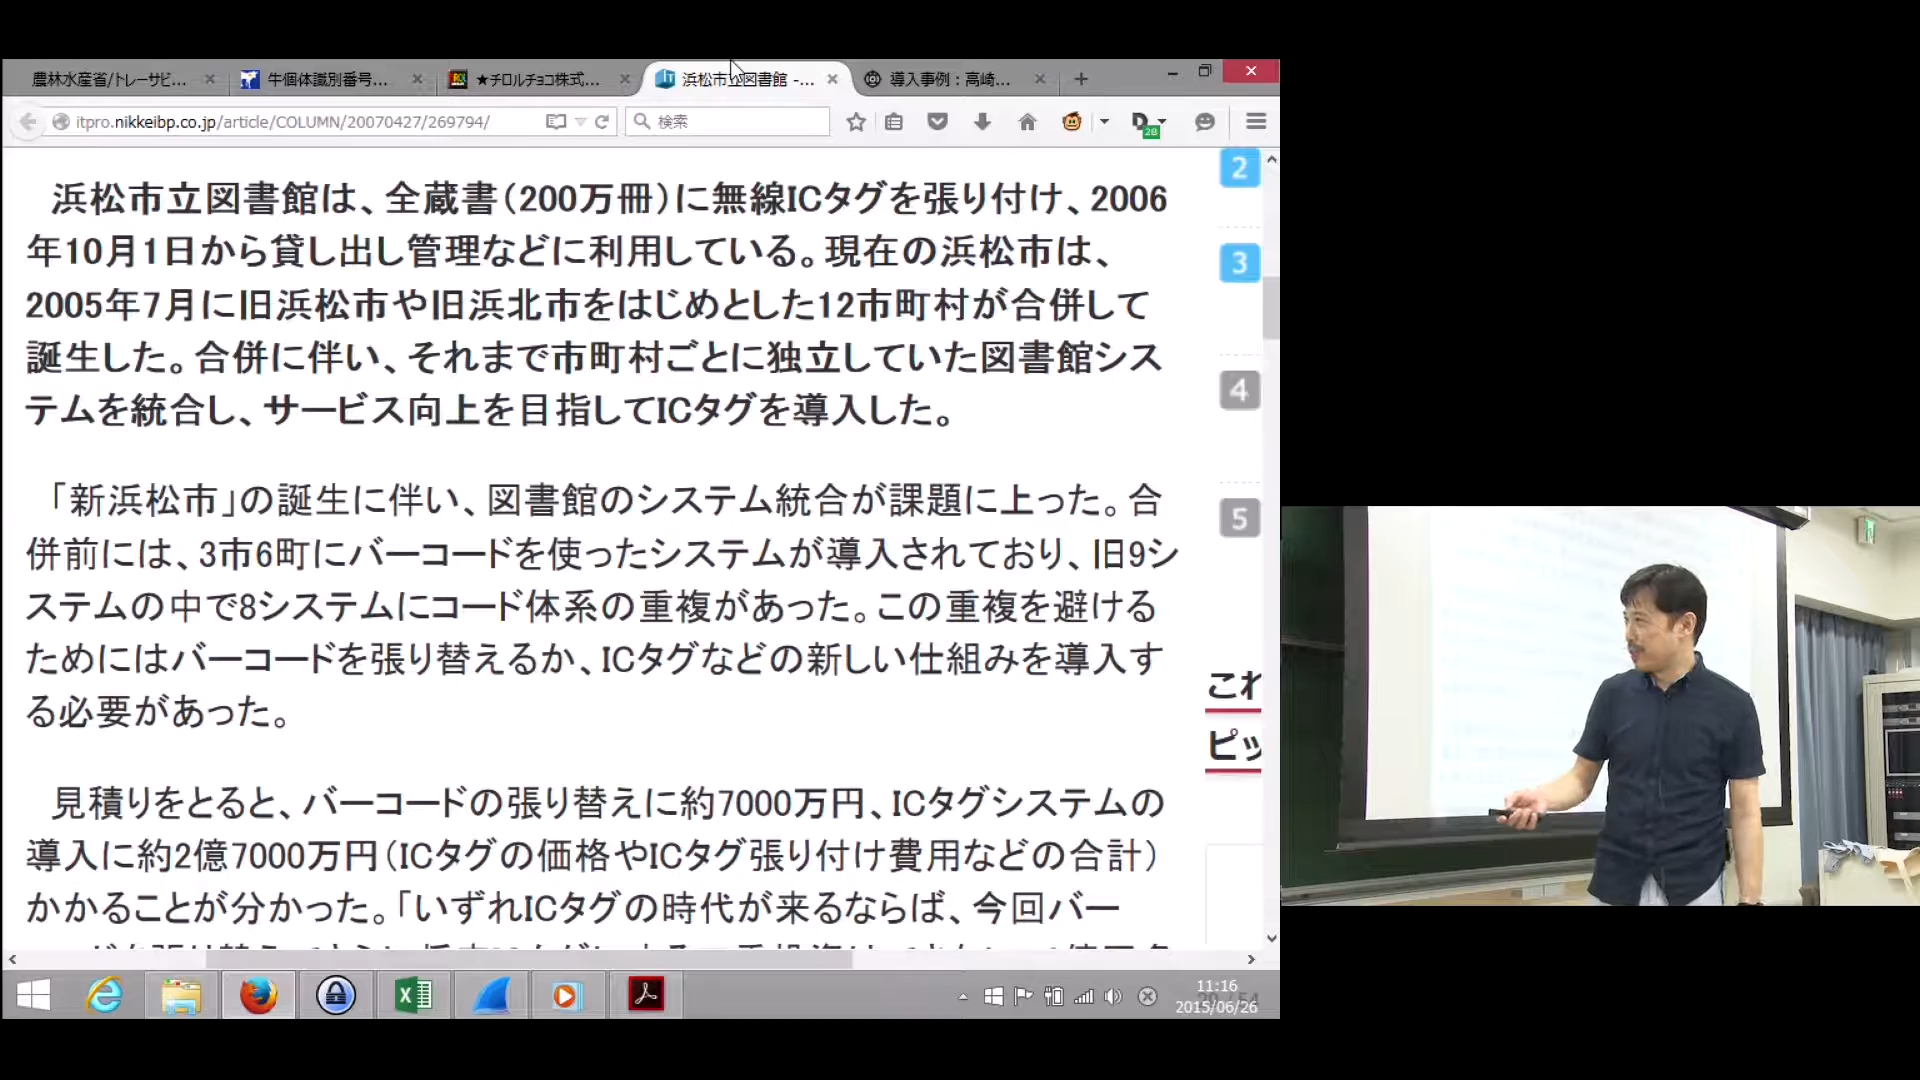 農林水産省/トレーサビ...
牛個体識別番号...
★チロルチョコ株式...
浜松市立図書館 -...
導入事例：高崎...
itpro.nikkeibp.co.jp/article/COLUMN/20070427/269794/
検索
28
浜松市立図書館は、全蔵書（200万冊）に無線ICタグを張り付け、2006
年10月1日から貸し出し管理などに利用している。現在の浜松市は、
2005年7月に旧浜松市や旧浜北市をはじめとした12市町村が合併して
誕生した。合併に伴い、それまで市町村ごとに独立していた図書館シス
テムを統合し、サービス向上を目指してICタグを導入した。
「新浜松市」の誕生に伴い、図書館のシステム統合が課題に上った。合
併前には、3市6町にバーコードを使ったシステムが導入されており、旧9シ
ステムの中で8システムにコード体系の重複があった。この重複を避ける
ためにはバーコードを張り替えるか、ICタグなどの新しい仕組みを導入す
る必要があった。
見積りをとると、バーコードの張り替えに約7000万円、ICタグシステムの
導入に約2億7000万円（ICタグの価格やICタグ張り付け費用などの合計）
かかることが分かった。「いずれICタグの時代が来るならば、今回バー
2
3
4
5
これ
ピッ
11:16
2015/06/26